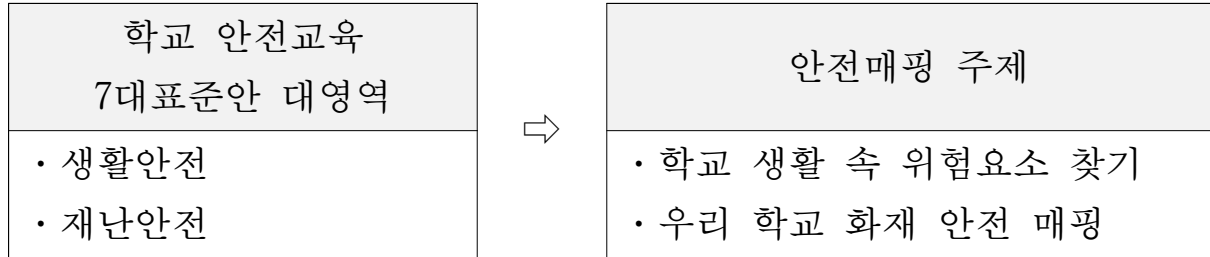 학교 안전교육
7대표준안 대영역
・생활안전
・재난안전
⇨
안전매핑 주제
・학교 생활 속 위험요소 찾기
・우리 학교 화재 안전 매핑